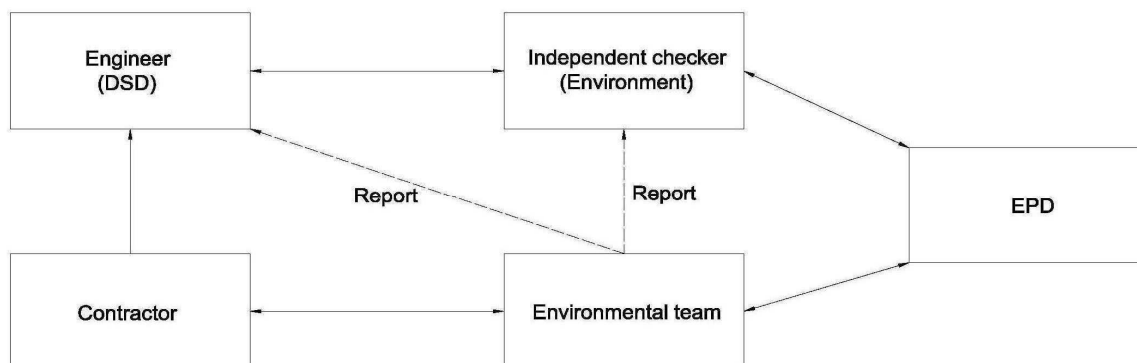 Engineer
(DSD)
Independent checker
(Environment)
Report
Report
EPD
Contractor
Environmental team